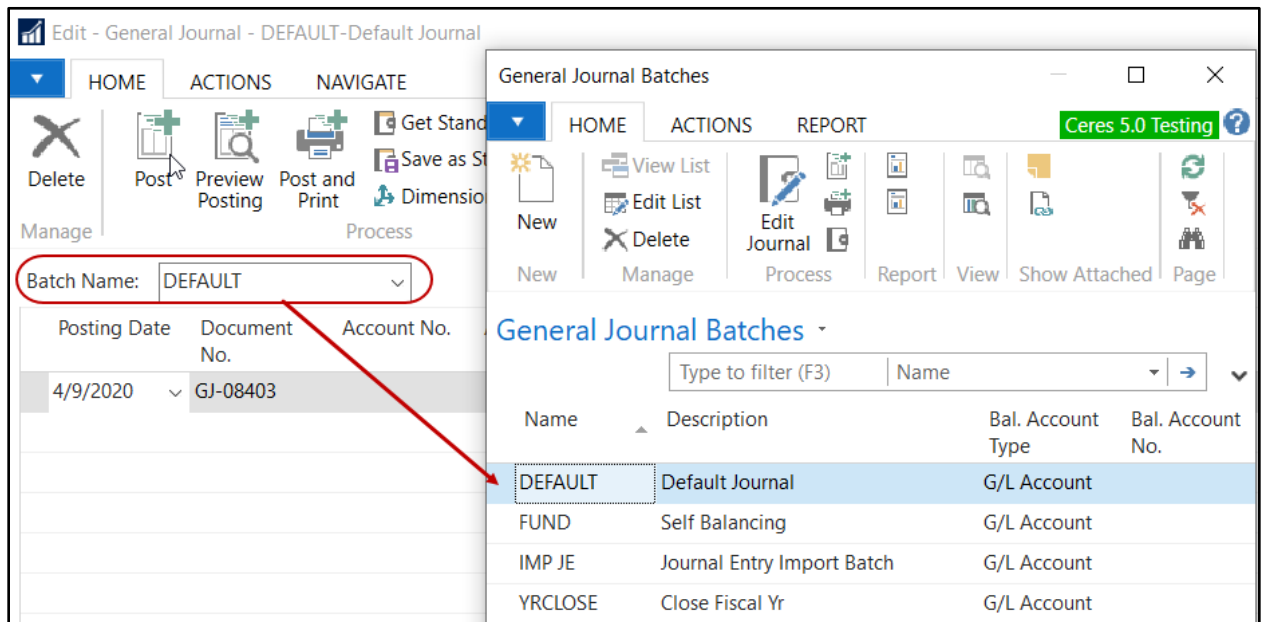 Edit - General Journal - DEFAULT-Default Journal
HOME ACTIONS NAVIGATE
Delete
Post
Preview Posting
Post and Print
Get Stand
Save as St
Dimensio
Manage
Process
Batch Name: DEFAULT
Posting Date Document No. Account No.
4/9/2020 GJ-08403
General Journal Batches
HOME ACTIONS REPORT
Ceres 5.0 Testing ?
New
View List
Edit List
Delete
Edit Journal
New Manage Process Report View Show Attached Page
General Journal Batches
Type to filter (F3) Name
Name Description Bal. Account Type Bal. Account No.
DEFAULT Default Journal G/L Account
FUND Self Balancing G/L Account
IMP JE Journal Entry Import Batch G/L Account
YRCLOSE Close Fiscal Yr G/L Account